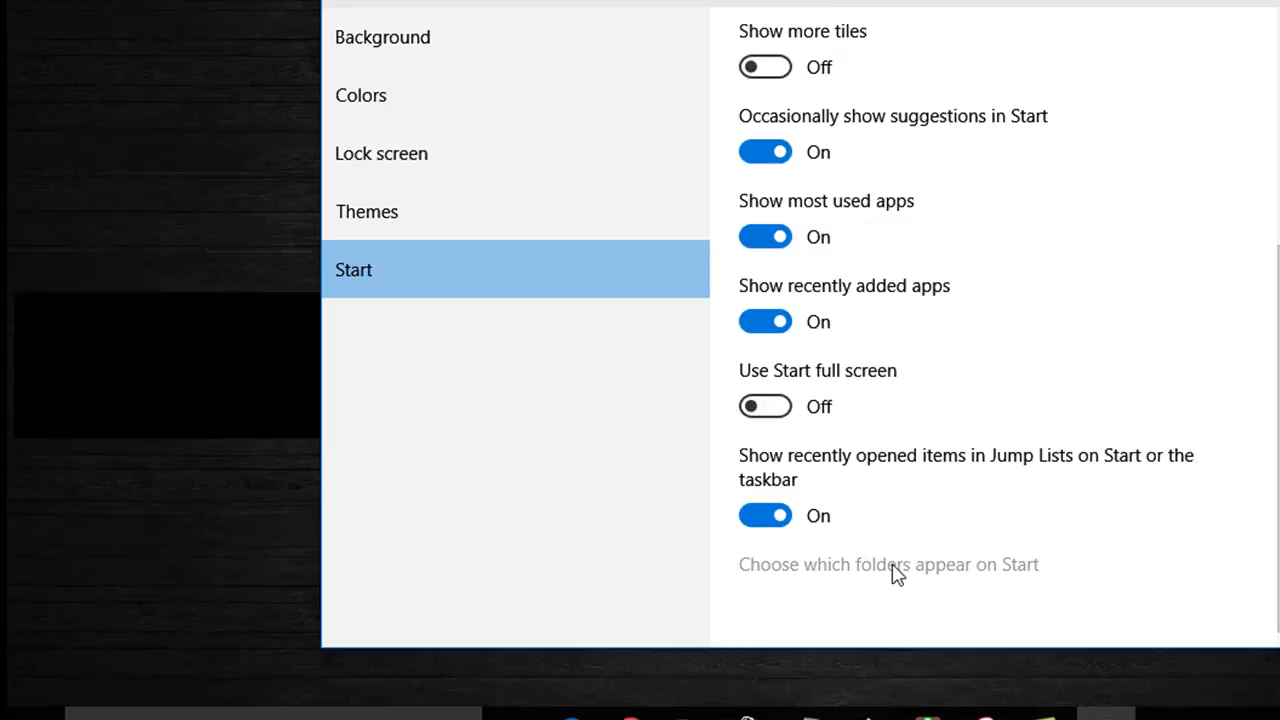 Background
Colors
Lock screen
Themes
Start
Show more tiles
Off
Occasionally show suggestions in Start
On
Show most used apps
On
Show recently added apps
On
Use Start full screen
Off
Show recently opened items in Jump Lists on Start or the
taskbar
On
Choose which folders appear on Start